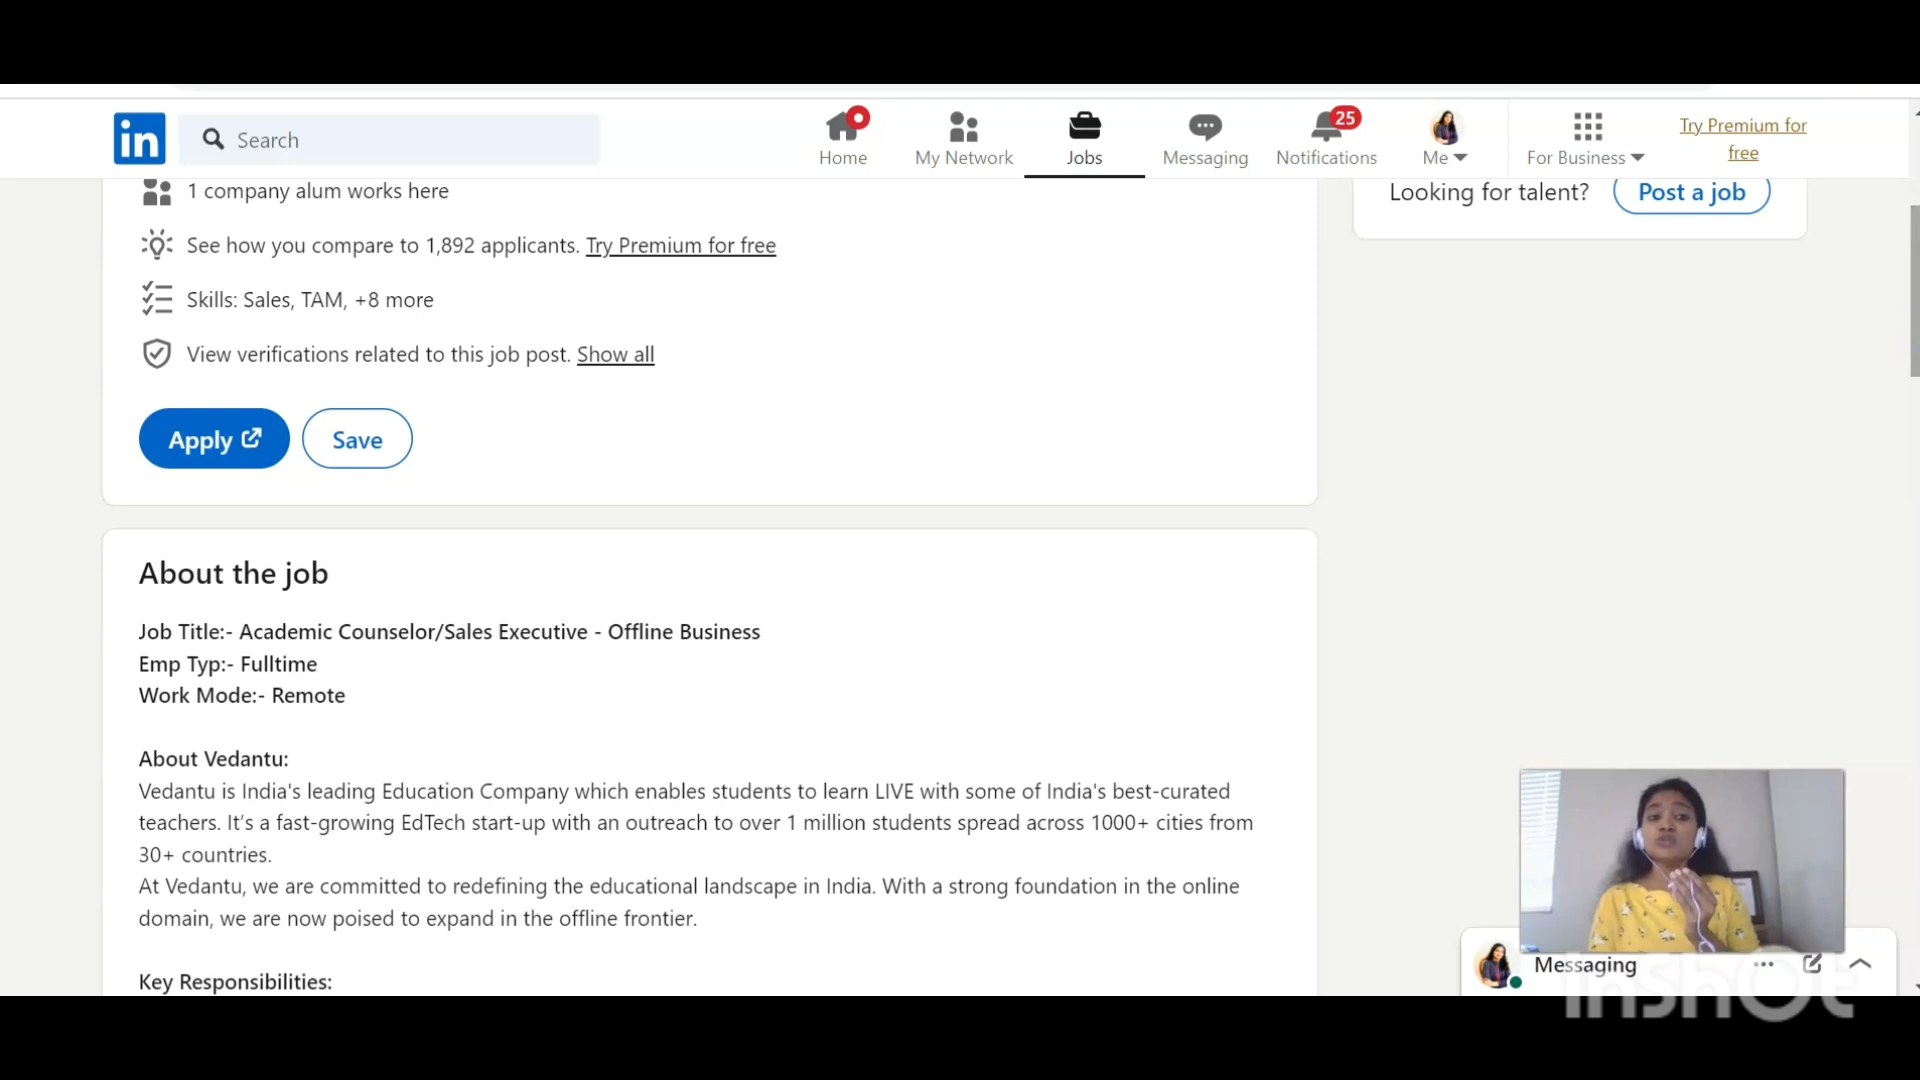 in
Search
Home
My Network
Jobs
Messaging
25
Notifications
Me
For Business
Try Premium for
free
1 company alum works here
Looking for talent?
Post a job
See how you compare to 1,892 applicants. Try Premium for free
Skills: Sales, TAM, +8 more
View verifications related to this job post. Show all
Apply
Save
About the job
Job Title:- Academic Counselor/Sales Executive - Offline Business
Emp Typ:- Fulltime
Work Mode:- Remote
About Vedantu:
Vedantu is India's leading Education Company which enables students to learn LIVE with some of India's best-curated
teachers. It’s a fast-growing EdTech start-up with an outreach to over 1 million students spread across 1000+ cities from
30+ countries.
At Vedantu, we are committed to redefining the educational landscape in India. With a strong foundation in the online
domain, we are now poised to expand in the offline frontier.
Key Responsibilities:
Messaging
InShOt